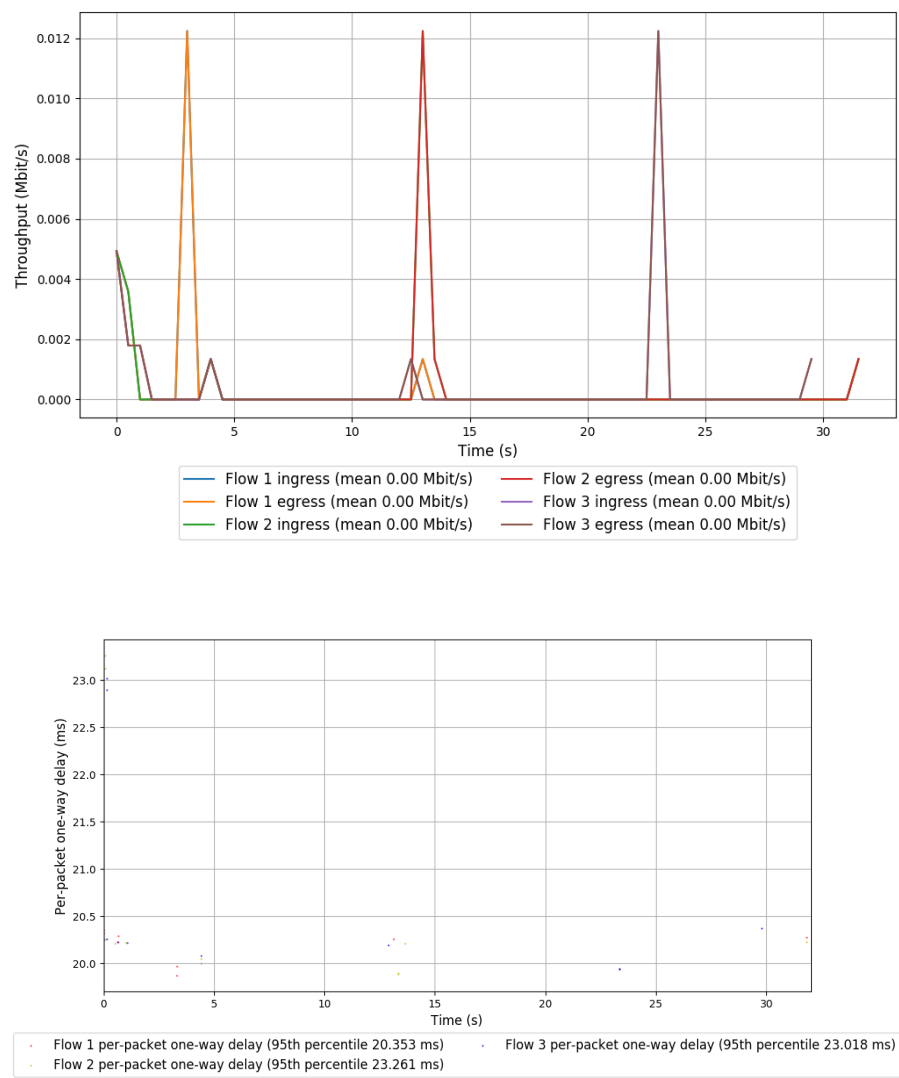 0.012
0.010
0.008
0.006
0.004
0.002
0.000
Throughput (Mbit/s)
0 5 10 15 20 25 30
Time (s)
Flow 1 ingress (mean 0.00 Mbit/s) Flow 2 egress (mean 0.00 Mbit/s)
Flow 1 egress (mean 0.00 Mbit/s) Flow 3 ingress (mean 0.00 Mbit/s)
Flow 2 ingress (mean 0.00 Mbit/s) Flow 3 egress (mean 0.00 Mbit/s)
23.0
22.5
22.0
21.5
21.0
20.5
20.0
Per-packet one-way delay (ms)
0 5 10 15 20 25 30
Time (s)
Flow 1 per-packet one-way delay (95th percentile 20.353 ms) Flow 3 per-packet one-way delay (95th percentile 23.018 ms)
Flow 2 per-packet one-way delay (95th percentile 23.261 ms)